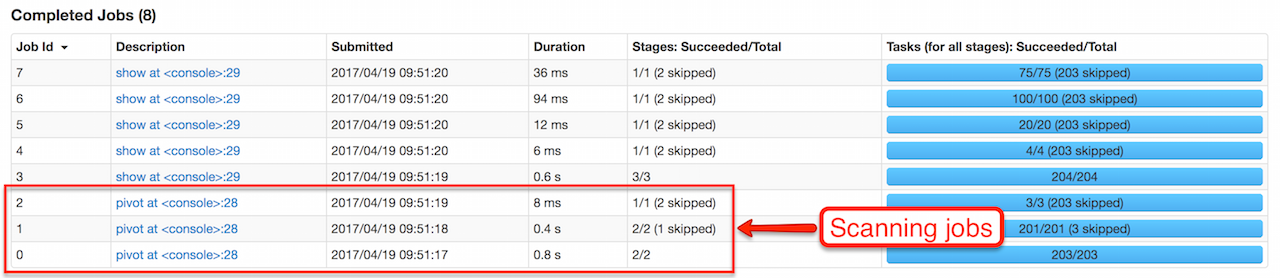 Completed Jobs (8)
Job Id Description Submitted Duration Stages: Succeeded/Total Tasks (for all stages): Succeeded/Total
7 show at <console>:29 2017/04/19 09:51:20 36 ms 1/1 (2 skipped) 75/75 (203 skipped)
6 show at <console>:29 2017/04/19 09:51:20 94 ms 1/1 (2 skipped) 100/100 (203 skipped)
5 show at <console>:29 2017/04/19 09:51:20 12 ms 1/1 (2 skipped) 20/20 (203 skipped)
4 show at <console>:29 2017/04/19 09:51:20 6 ms 1/1 (2 skipped) 4/4 (203 skipped)
3 show at <console>:29 2017/04/19 09:51:19 0.6 s 3/3 204/204
2 pivot at <console>:28 2017/04/19 09:51:19 8 ms 1/1 (2 skipped) 3/3 (203 skipped)
1 pivot at <console>:28 2017/04/19 09:51:18 0.4 s 2/2 (1 skipped) Scanning jobs 201/201 (3 skipped)
0 pivot at <console>:28 2017/04/19 09:51:17 0.8 s 2/2 203/203